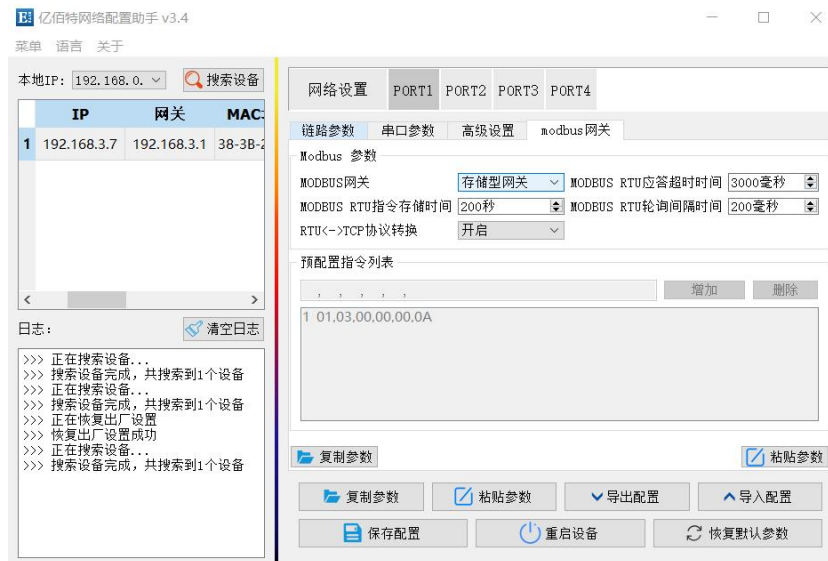 亿佰特网络配置助手 v3.4
菜单 语言 关于
本地IP: 192.168.0. 搜索设备
IP 网关 MAC
1 192.168.3.7 192.168.3.1 38-3B-2
日志: 清空日志
>>> 正在搜索设备...
>>> 搜索设备完成，共搜索到1个设备
>>> 正在搜索设备...
>>> 搜索设备完成，共搜索到1个设备
>>> 正在恢复出厂设置
>>> 恢复出厂设置成功
>>> 正在搜索设备...
>>> 搜索设备完成，共搜索到1个设备
网络设置 PORT1 PORT2 PORT3 PORT4
链路参数 串口参数 高级设置 modbus网关
Modbus 参数
MODBUS网关 存储型网关 MODBUS RTU应答超时时间 3000毫秒
MODBUS RTU指令存储时间 200秒 MODBUS RTU轮询间隔时间 200毫秒
RTU<->TCP协议转换 开启
预配置指令列表
, , , , , 增加 删除
1 01,03,00,00,00,0A
复制参数 粘贴参数
复制参数 粘贴参数 导出配置 导入配置
保存配置 重启设备 恢复默认参数